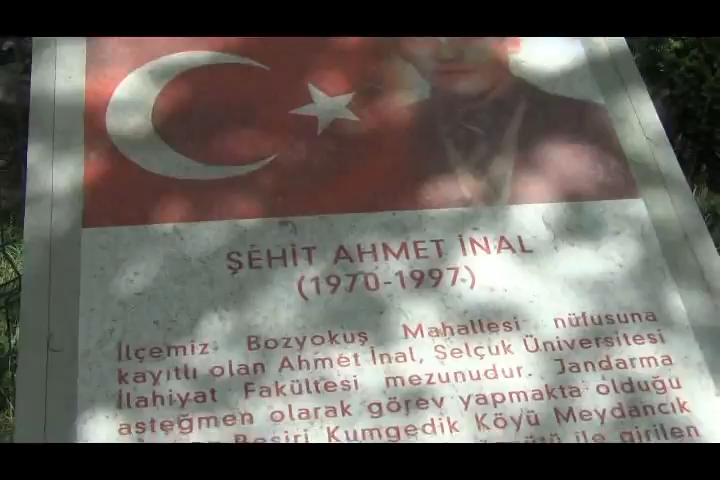 ŞEHİT AHMET İNAL
(1970-1997)
İlçemiz Bozyokuş Mahallesi nüfusuna
kayıtlı olan Ahmet İnal, Selçuk Üniversitesi
İlahiyat Fakültesi mezunudur. Jandarma
asteğmen olarak görev yapmakta olduğu
Beşiri Kumgedik Köyü Meydancık
ile girilen